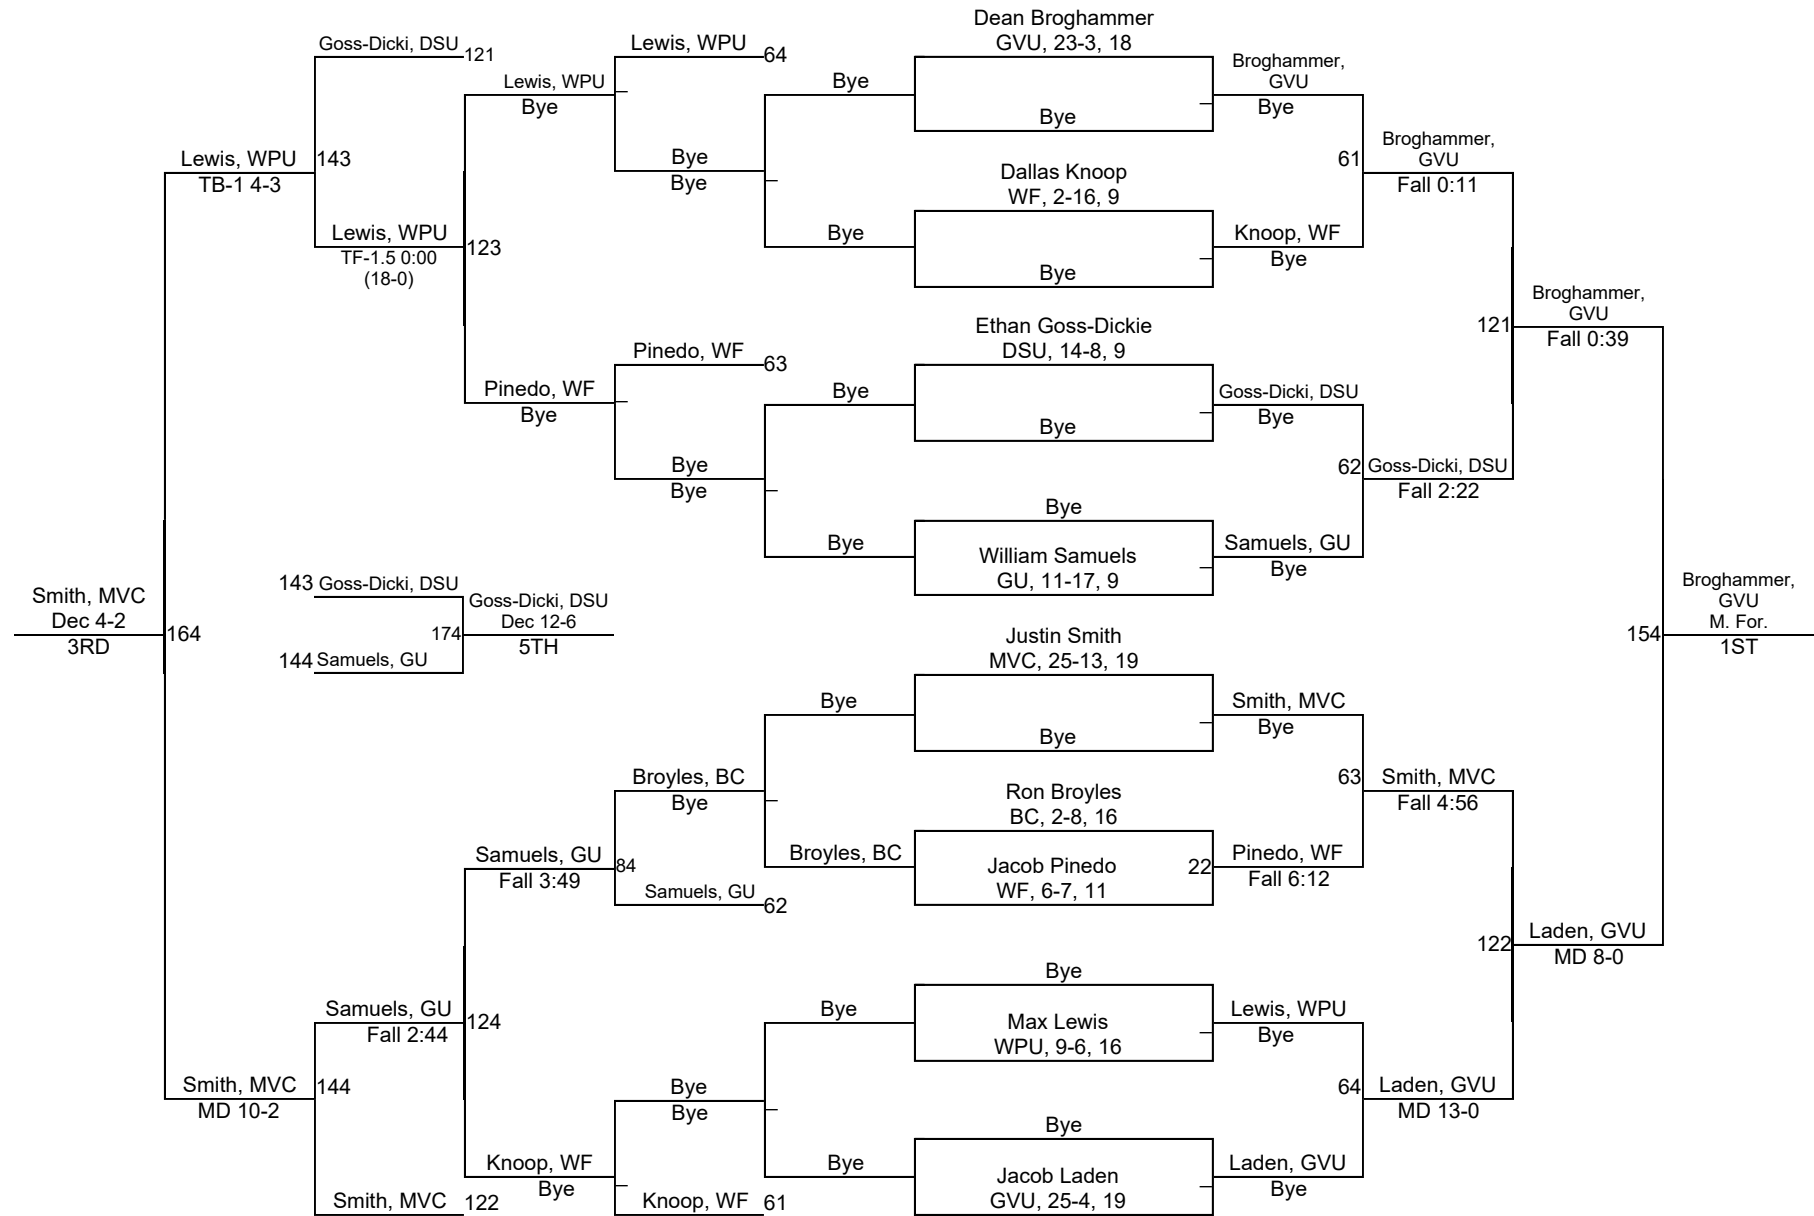 Dean Broghammer
GVU, 23-3, 18
Bye
Dallas Knoop
WF, 2-16, 9
Bye
Ethan Goss-Dickie
DSU, 14-8, 9
Bye
Bye
William Samuels
GU, 11-17, 9
Justin Smith
MVC, 25-13, 19
Bye
Ron Broyles
BC, 2-8, 16
Jacob Pinedo
WF, 6-7, 11
22
Bye
Max Lewis
WPU, 9-6, 16
Bye
Jacob Laden
GVU, 25-4, 19
Broghammer,
GVU
Bye
61
Knoop, WF
Bye
Goss-Dicki, DSU
Bye
62
Samuels, GU
Bye
Smith, MVC
Bye
63
Pinedo, WF
Fall 6:12
Lewis, WPU
Bye
64
Laden, GVU
Bye
Broghammer,
GVU
Fall 0:11
121
Goss-Dicki, DSU
Fall 2:22
Smith, MVC
Fall 4:56
122
Laden, GVU
MD 13-0
Broghammer,
GVU
Fall 0:39
154
Laden, GVU
MD 8-0
Broghammer,
GVU
M. For.
1ST
Bye
Bye
Bye
Bye
Bye
Broyles, BC
Bye
Bye
Lewis, WPU
64
Bye
Bye
Pinedo, WF
63
Bye
Bye
Broyles, BC
Bye
84
Samuels, GU
62
Bye
Bye
Knoop, WF
61
Lewis, WPU
Bye
123
Pinedo, WF
Bye
Samuels, GU
Fall 3:49
124
Knoop, WF
Bye
Goss-Dicki, DSU
121
143
Lewis, WPU
TF-1.5 0:00
(18-0)
Samuels, GU
Fall 2:44
144
Smith, MVC
122
Lewis, WPU
TB-1 4-3
164
Smith, MVC
MD 10-2
Smith, MVC
Dec 4-2
3RD
143 Goss-Dicki, DSU
174
144 Samuels, GU
Goss-Dicki, DSU
Dec 12-6
5TH